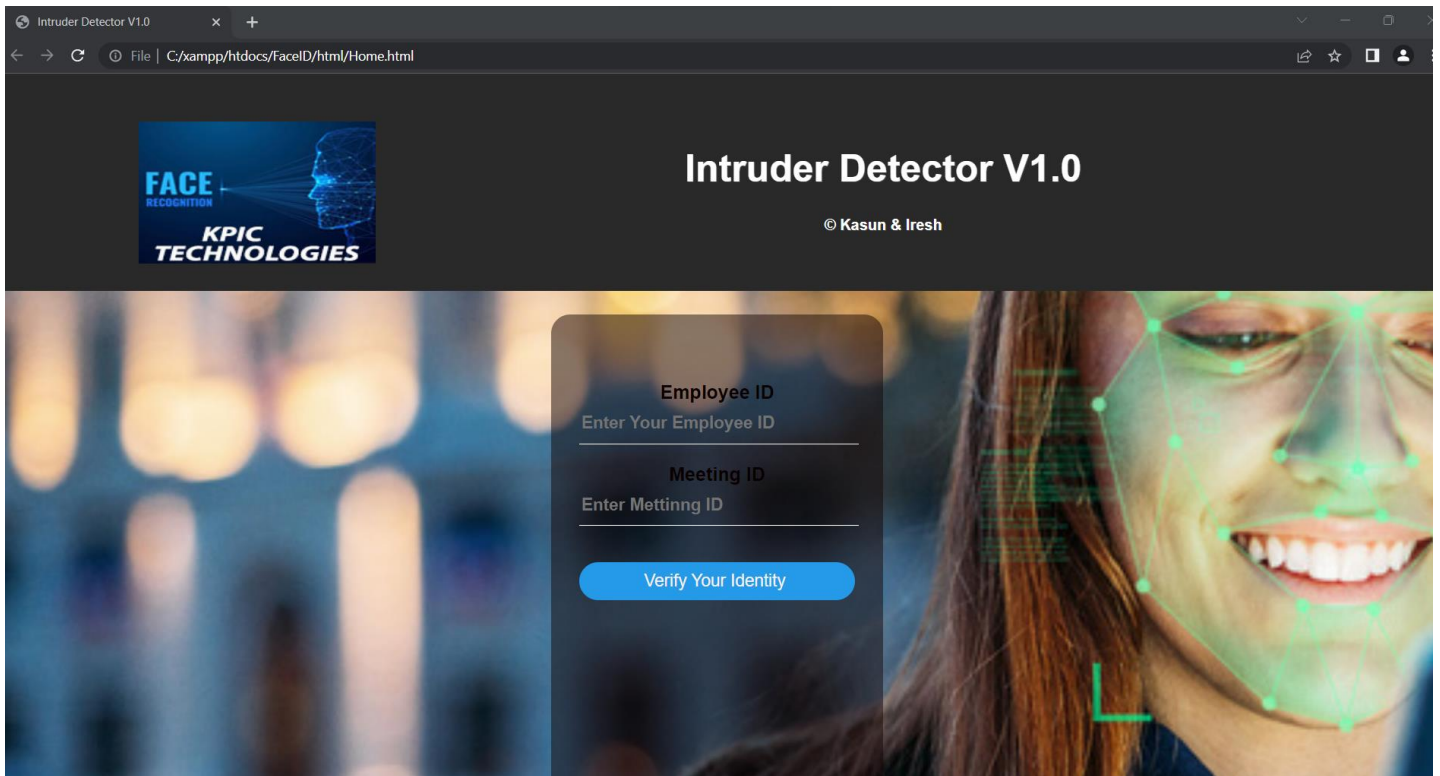 Intruder Detector V1.0
File | C:/xampp/htdocs/FaceID/html/Home.html
FACE
RECOGNITION
KPIC
TECHNOLOGIES
Intruder Detector V1.0
© Kasun & Iresh
Employee ID
Enter Your Employee ID
Meeting ID
Enter Mettinng ID
Verify Your Identity